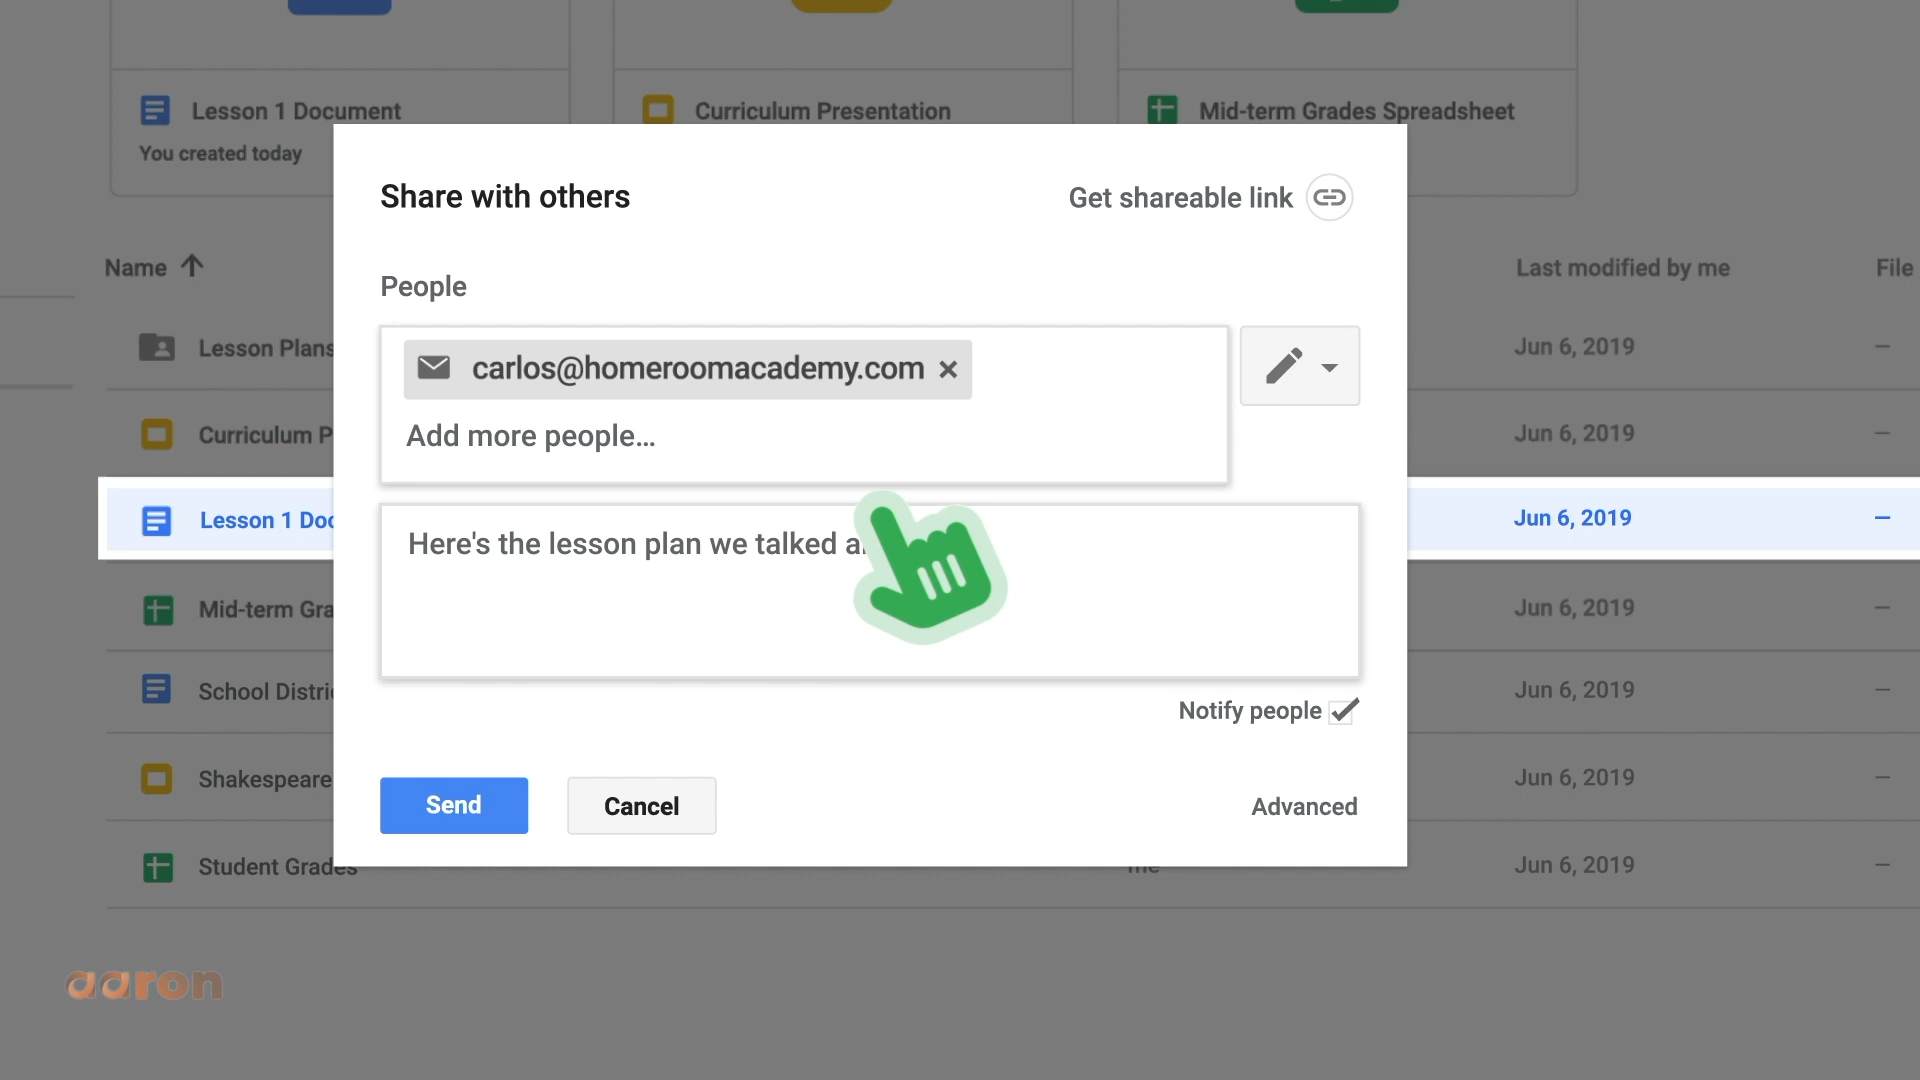 Lesson 1 Document
Curriculum Presentation
Mid-term Grades Spreadsheet
You created today
Share with others
Get shareable link
Name
Last modified by me
File
People
Lesson Plans
Jun 6, 2019
carlos@homeroomacademy.com
Add more people...
Curriculum P
Jun 6, 2019
Lesson 1 Doc
Jun 6, 2019
Here's the lesson plan we talked a
Mid-term Gra
Jun 6, 2019
School Distri
Jun 6, 2019
Notify people
Shakespeare
Jun 6, 2019
Send
Cancel
Advanced
Student Grades
me
Jun 6, 2019
aaron